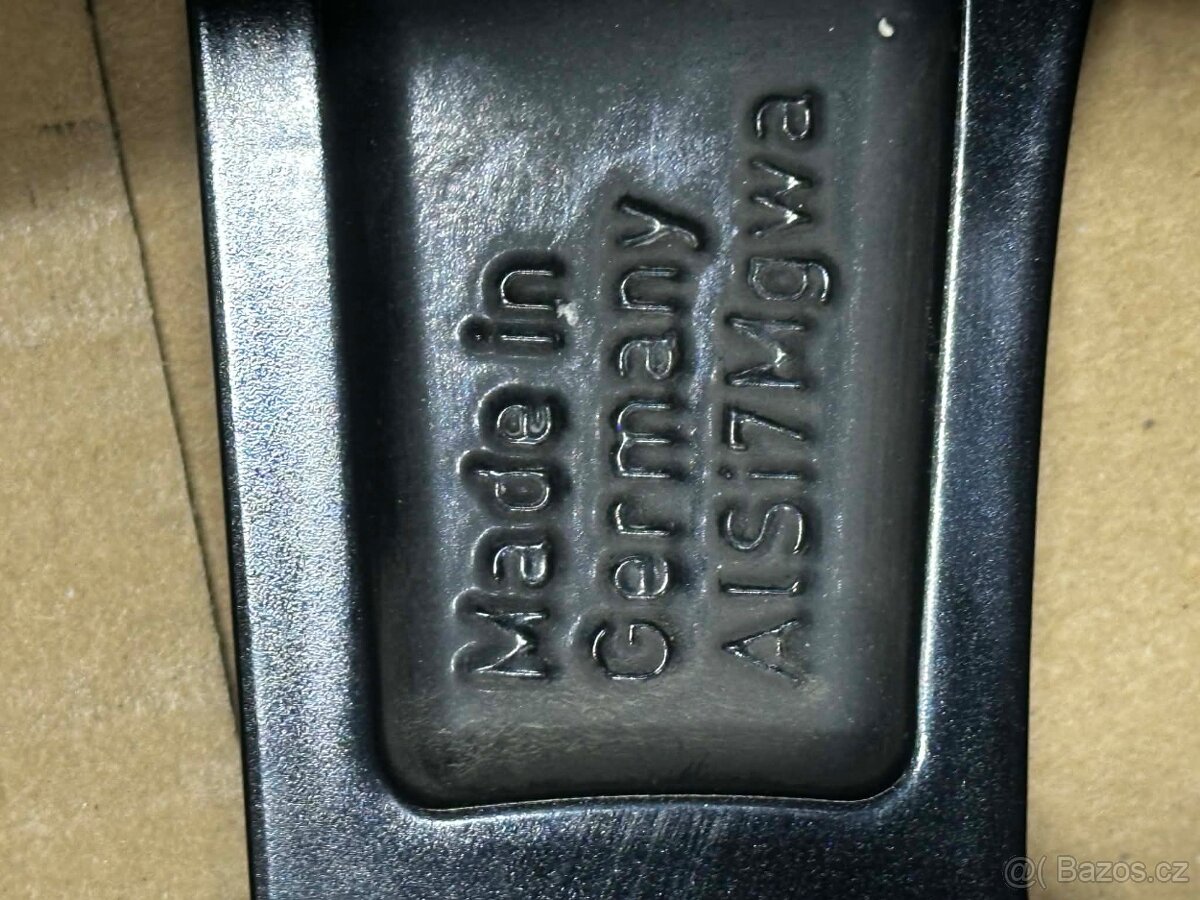 Made in
Germany
AlSi7Mgwa
@( Bazos.cz